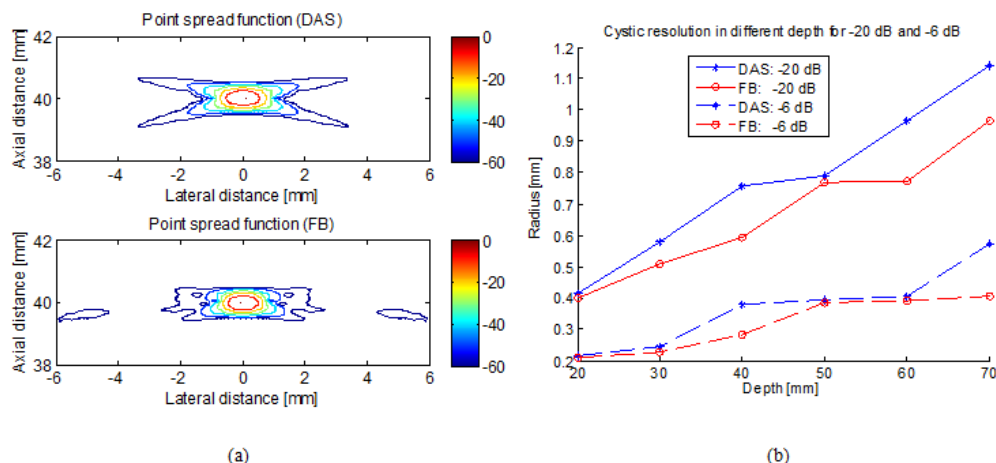 Point spread function (DAS)
42
40
38
Axial distance [mm]
-6 -4 -2 0 2 4 6
Lateral distance [mm]
0
-20
-40
-60
Point spread function (FB)
42
40
38
Axial distance [mm]
-6 -4 -2 0 2 4 6
Lateral distance [mm]
0
-20
-40
-60
(a)
Cystic resolution in different depth for -20 dB and -6 dB
1.2
1.1
1
0.9
0.8
0.7
0.6
0.5
0.4
0.3
0.2
Radius [mm]
DAS: -20 dB
FB: -20 dB
DAS: -6 dB
FB: -6 dB
20 30 40 50 60 70
Depth [mm]
(b)